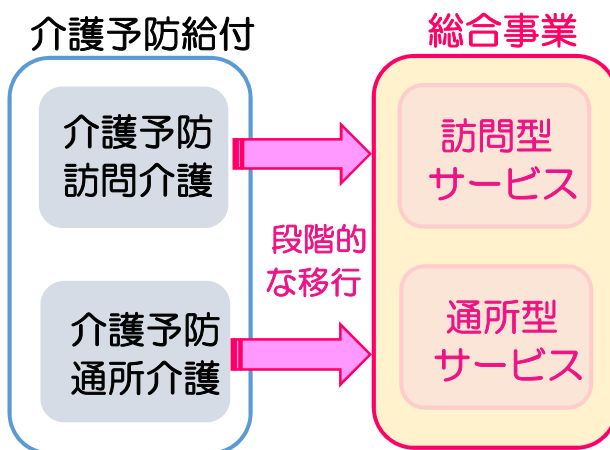 介護予防給付
総合事業
介護予防
訪問介護
訪問型
サービス
段階的
な移行
介護予防
通所介護
通所型
サービス